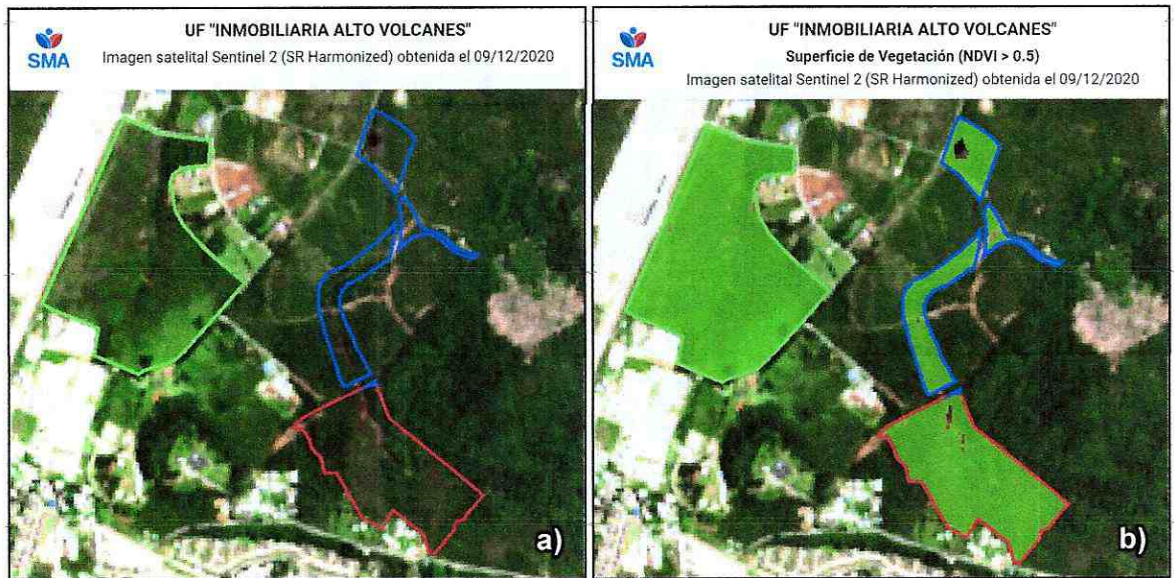 SMA
UF "INMOBILIARIA ALTO VOLCANES"
Imagen satelital Sentinel 2 (SR Harmonized) obtenida el 09/12/2020
a)
SMA
UF "INMOBILIARIA ALTO VOLCANES"
Superficie de Vegetación (NDVI > 0.5)
Imagen satelital Sentinel 2 (SR Harmonized) obtenida el 09/12/2020
b)